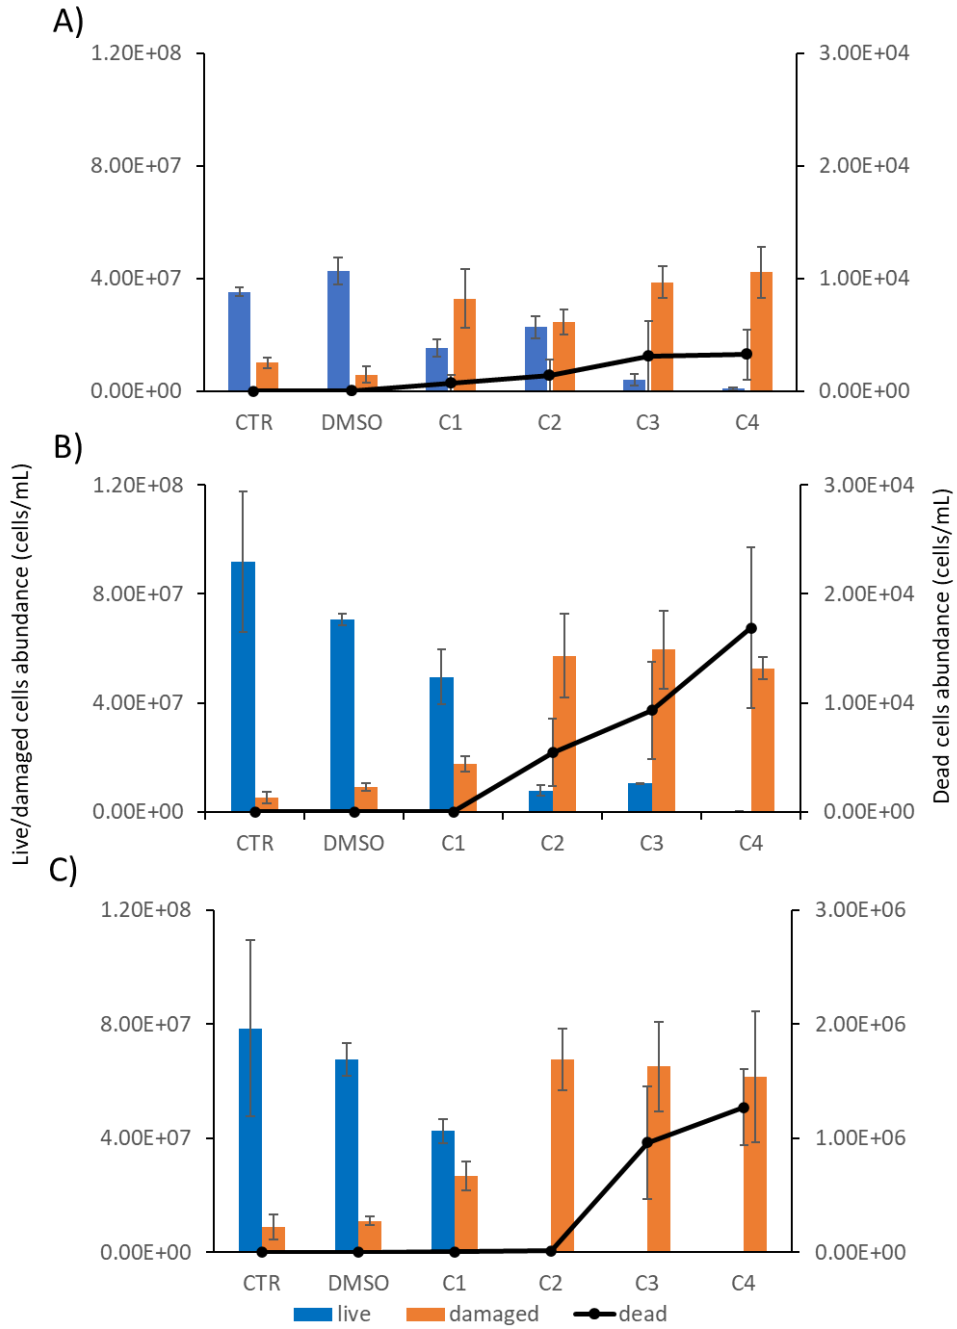 A)
1.20E+08
3.00E+04
8.00E+07
2.00E+04
4.00E+07
1.00E+04
0.00E+00
0.00E+00
CTR DMSO C1 C2 C3 C4
B)
Live/damaged cells abundance (cells/mL)
Dead cells abundance (cells/mL)
1.20E+08
3.00E+04
8.00E+07
2.00E+04
4.00E+07
1.00E+04
0.00E+00
0.00E+00
CTR DMSO C1 C2 C3 C4
C)
1.20E+08
3.00E+06
8.00E+07
2.00E+06
4.00E+07
1.00E+06
0.00E+00
0.00E+00
CTR DMSO C1 C2 C3 C4
live damaged dead